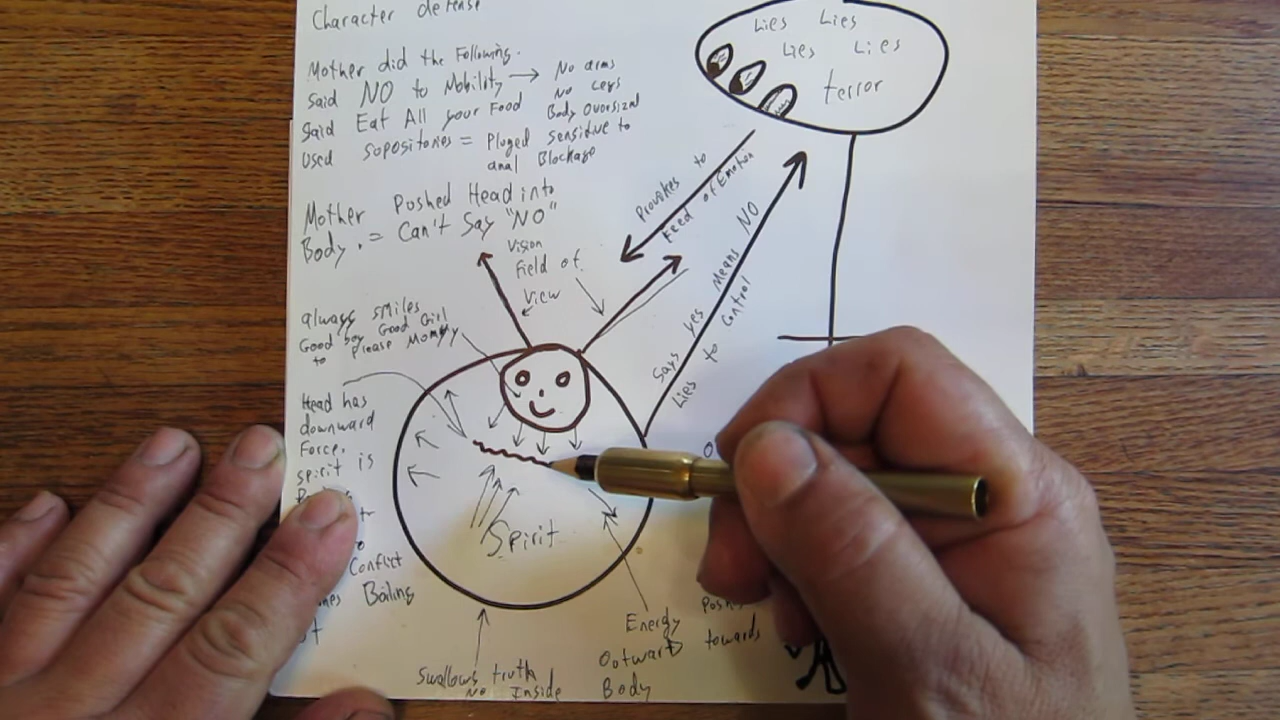 Character defense
Mother did the Following.
Said NO to Mobility → No arms
No Legs
Said Eat All your Food Body Oversized
Used Sopositories = Pluged sensitive to
anal Blockage
Mother Pushed Head into
Body. = Can't Say "NO"
Vision
Field of
View
always smiles
Good boy Good Girl
to Please Mommy
Head has
downward
Force.
spirit is
Conflict
Boiling
Spirit
Swallows truth
No Inside
Energy
Outward
Body
towards
Lies Lies
Lies Lies
terror
Provokes to
Feed of Emotion
Says yes Means NO
Lies to Control